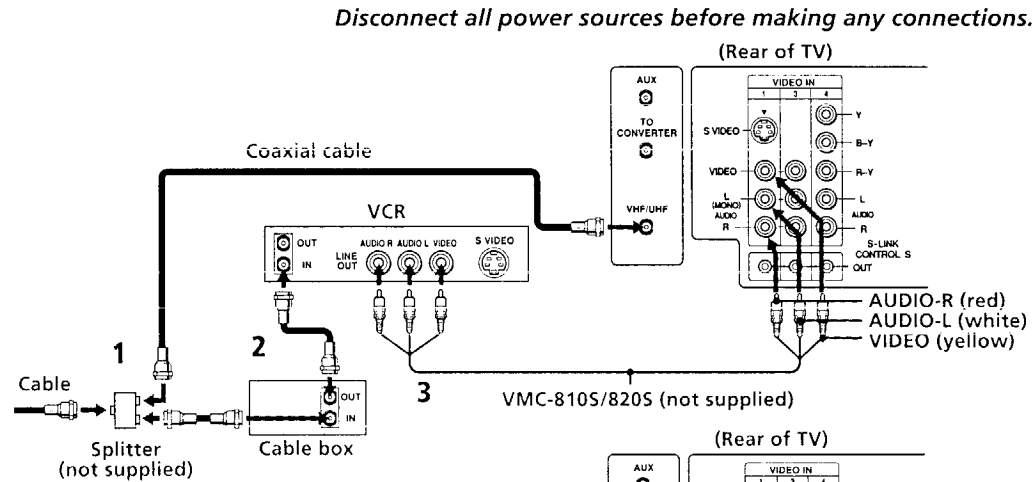 Disconnect all power sources before making any connections.
(Rear of TV)
AUX
TO
CONVERTER
VHF/UHF
VIDEO IN
1 3 4
S VIDEO
Y
B–Y
VIDEO
R–Y
L
(MONO)
AUDIO
R
L
AUDIO
R
S-LINK
CONTROL S
OUT
Coaxial cable
VCR
OUT
IN
LINE
OUT
AUDIO R AUDIO L VIDEO
S VIDEO
AUDIO-R (red)
AUDIO-L (white)
VIDEO (yellow)
1
2
3
Cable
Splitter
(not supplied)
OUT
IN
Cable box
VMC-810S/820S (not supplied)
(Rear of TV)
AUX
VIDEO IN
1 3 4